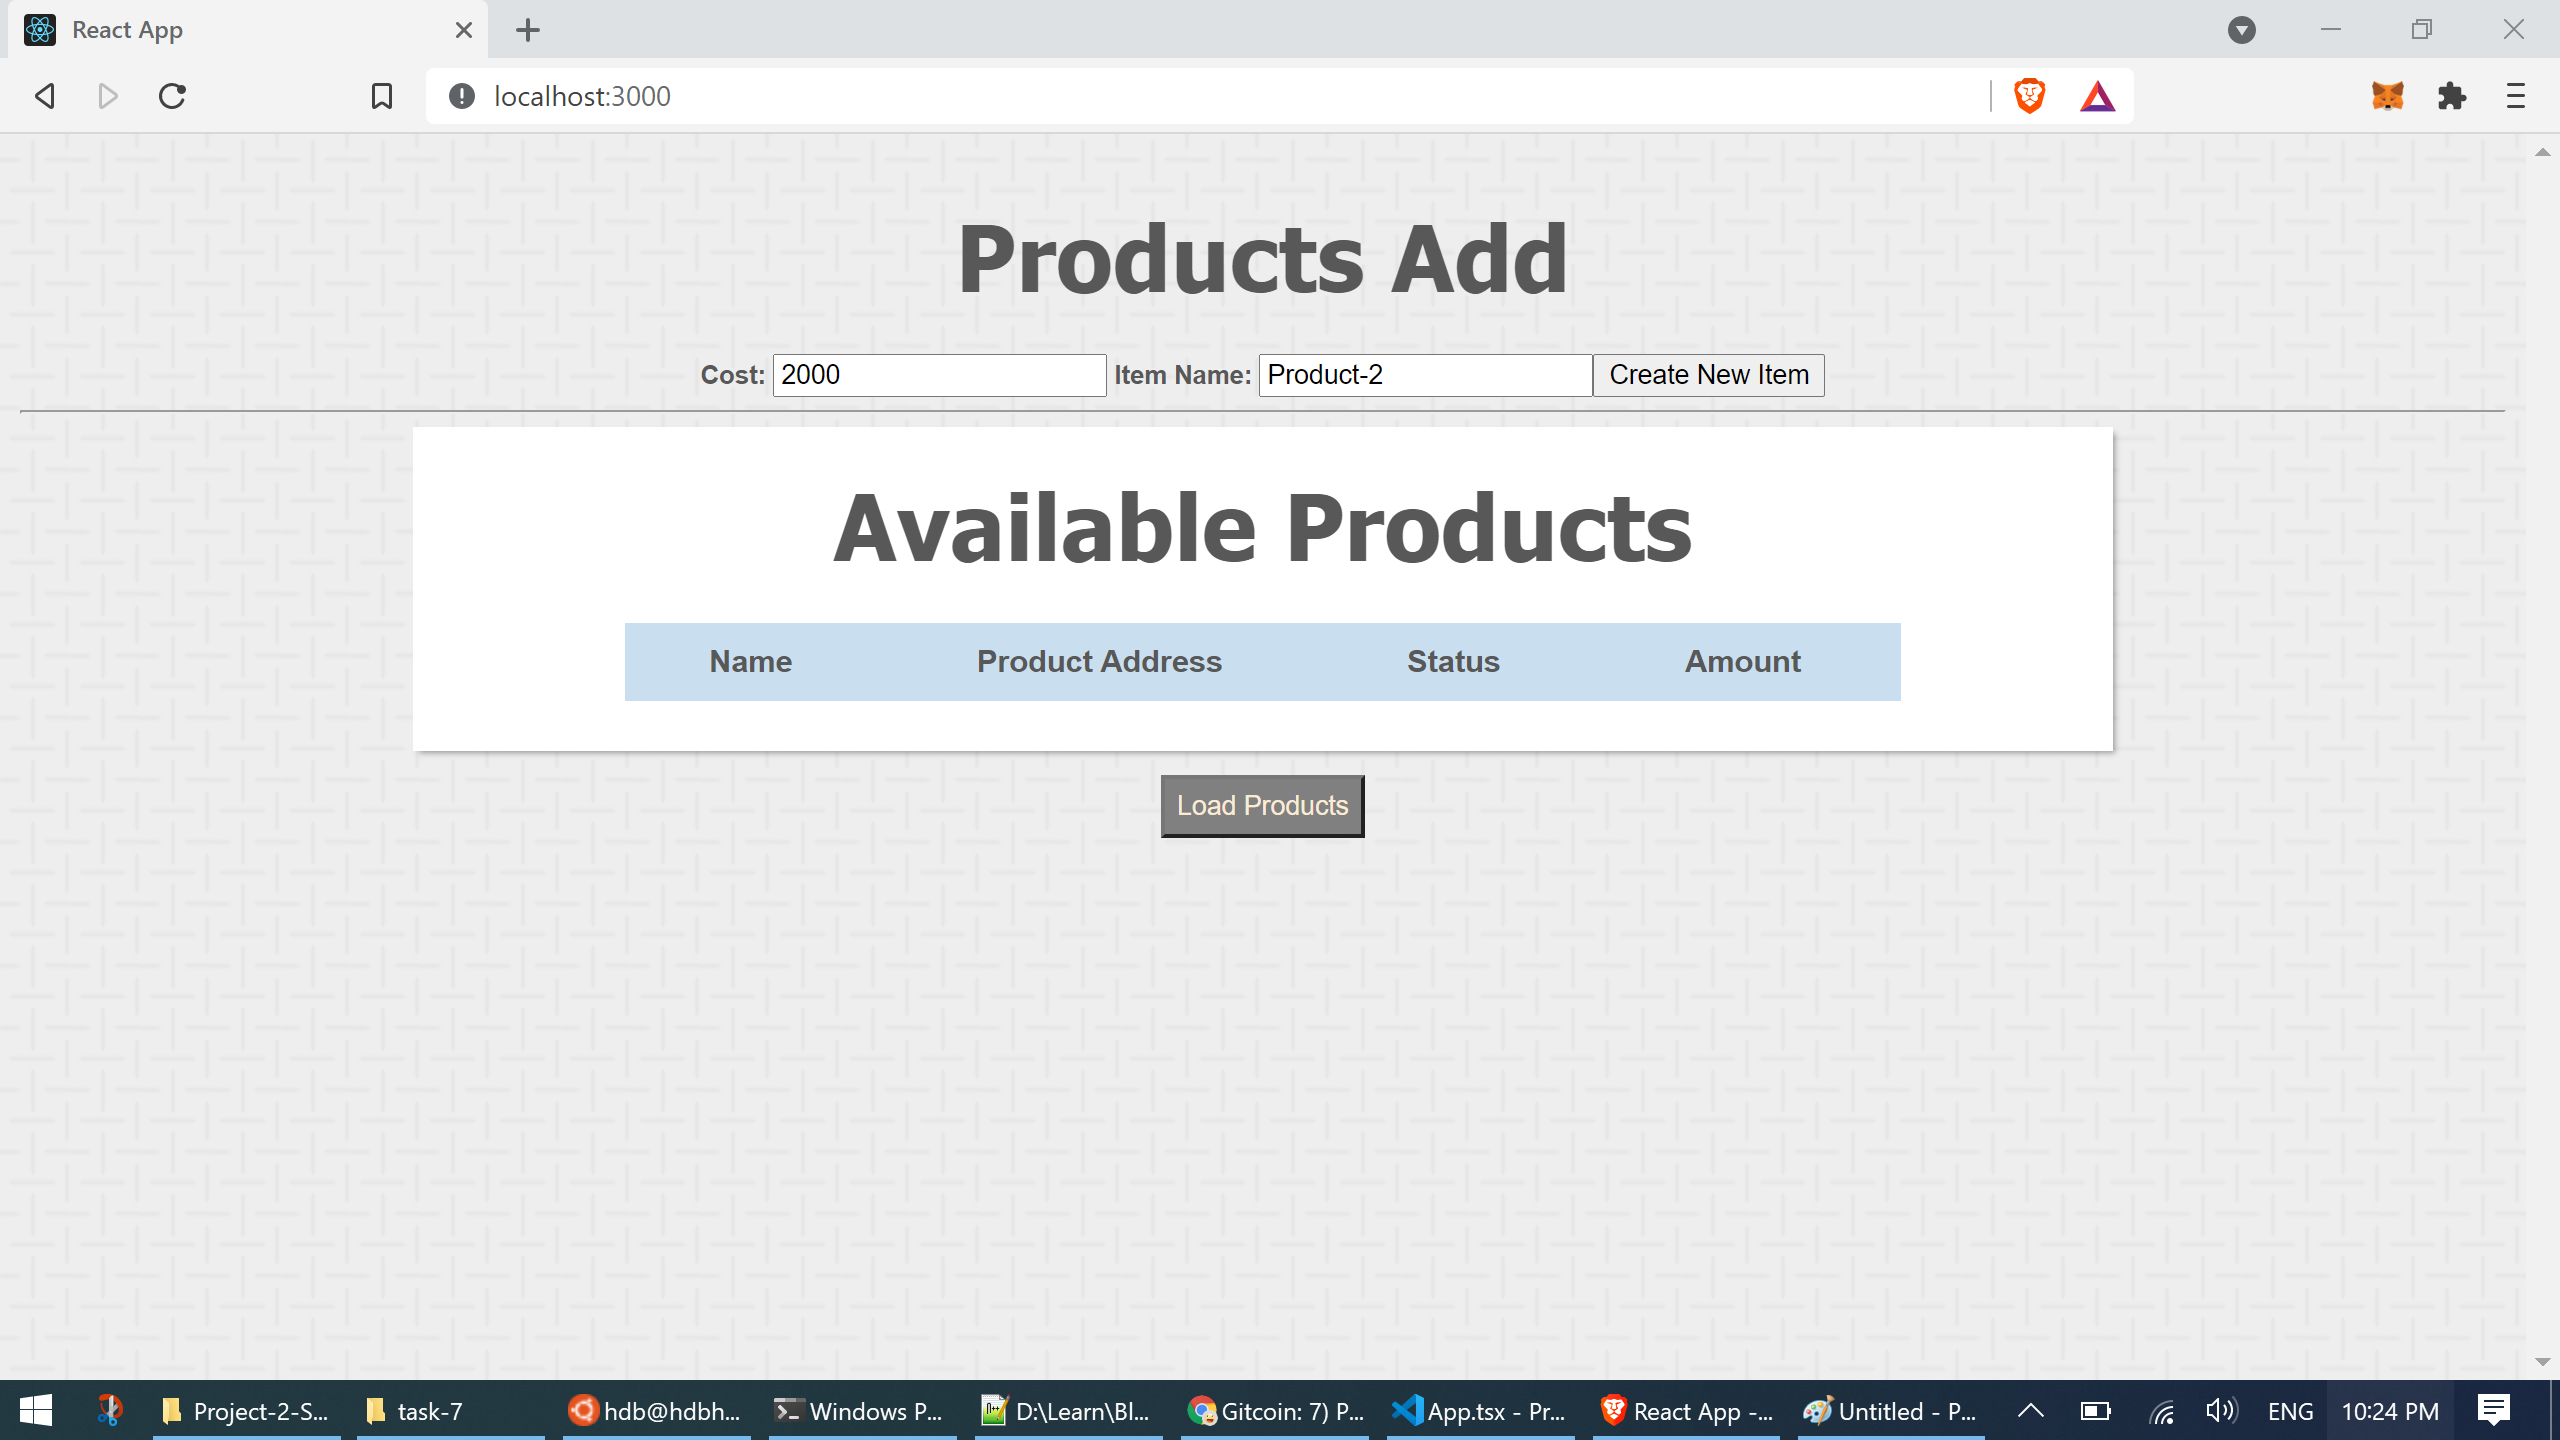 React App
localhost:3000
Products Add
Cost: 2000 Item Name: Product-2 Create New Item
Available Products
Name Product Address Status Amount
Load Products
Project-2-S... task-7 hdb@hdbh... Windows P... D:\Learn\Bl... Gitcoin: 7) P... App.tsx - Pr... React App -... Untitled - P... ENG 10:24 PM